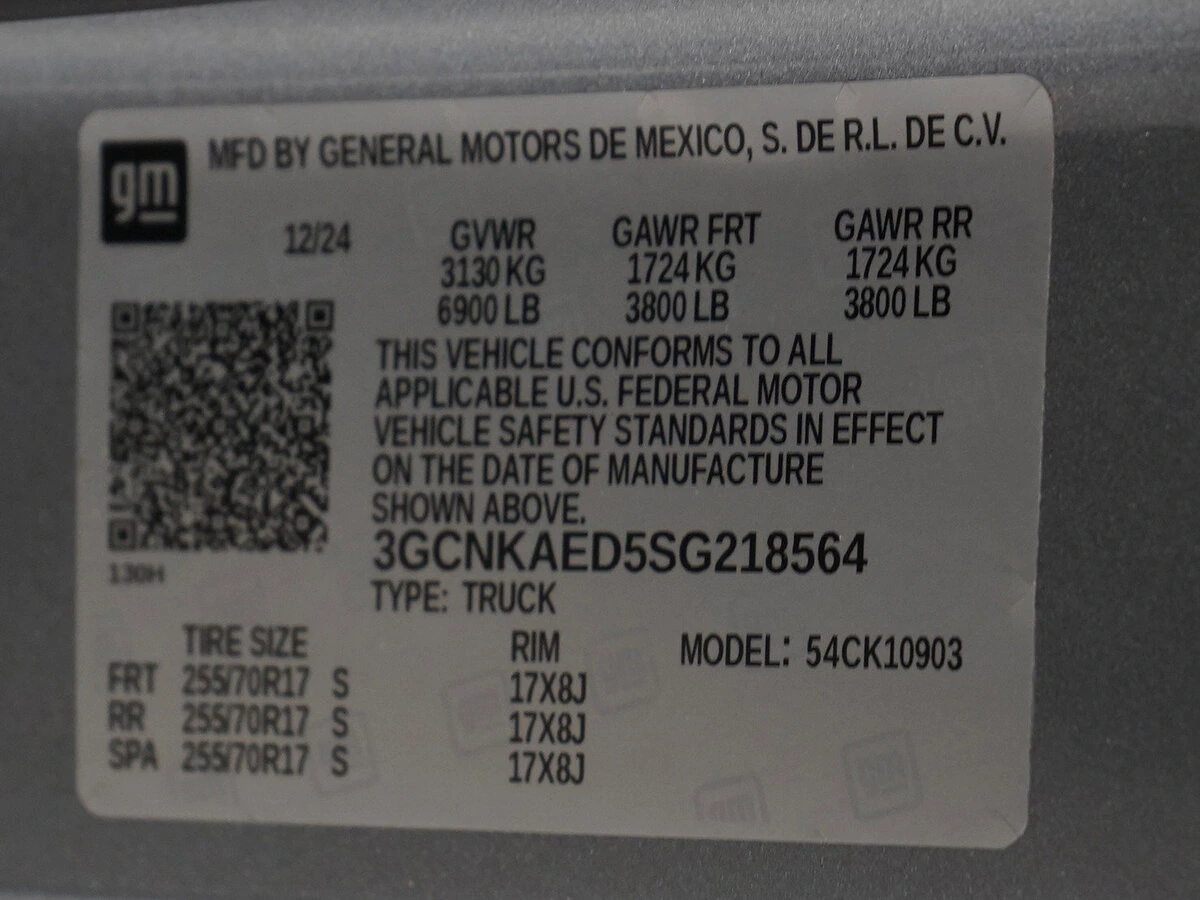 gm
MFD BY GENERAL MOTORS DE MEXICO, S. DE R.L. DE C.V.
12/24 GVWR GAWR FRT GAWR RR
3130 KG 1724 KG 1724 KG
6900 LB 3800 LB 3800 LB
THIS VEHICLE CONFORMS TO ALL
APPLICABLE U.S. FEDERAL MOTOR
VEHICLE SAFETY STANDARDS IN EFFECT
ON THE DATE OF MANUFACTURE
SHOWN ABOVE.
3GCNKAED5SG218564
130H
TYPE: TRUCK
TIRE SIZE RIM MODEL: 54CK10903
FRT 255/70R17 S 17X8J
RR 255/70R17 S 17X8J
SPA 255/70R17 S 17X8J